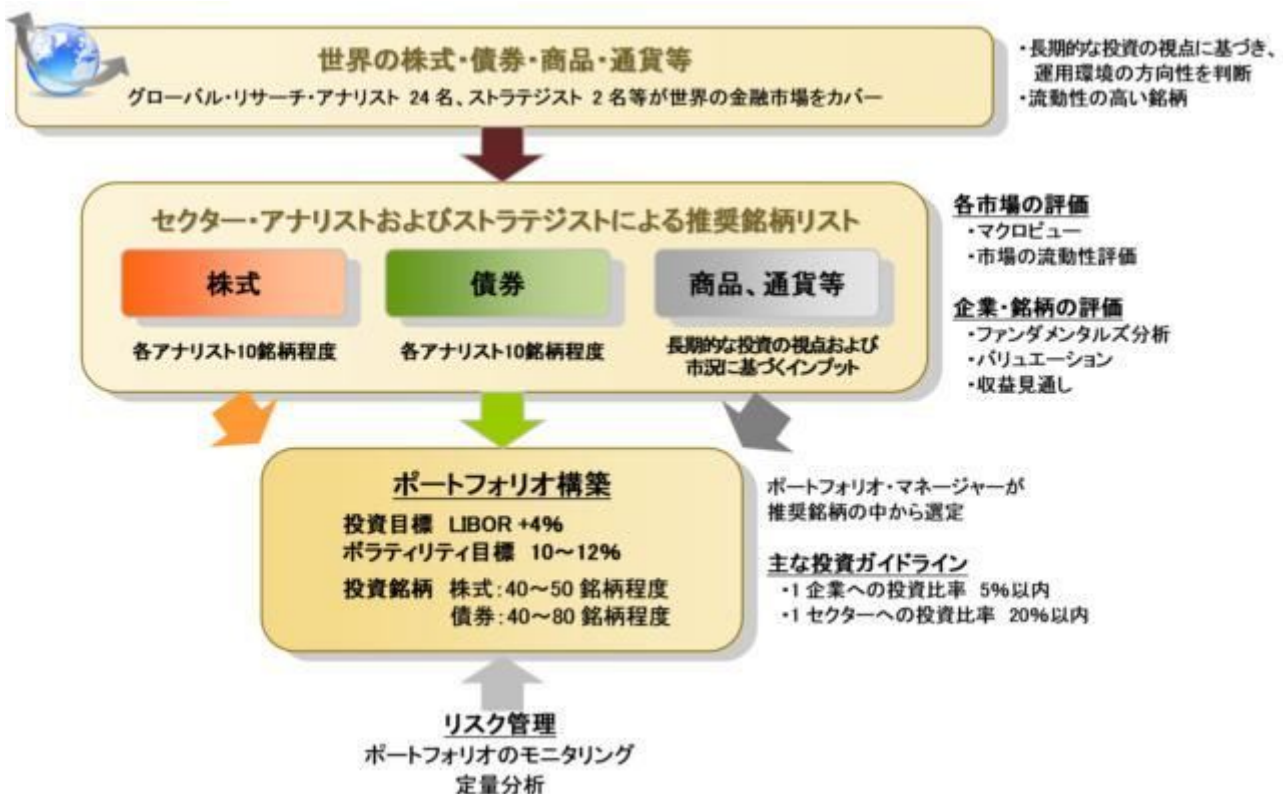 世界の株式・債券・商品・通貨等
グローバル・リサーチ・アナリスト 24 名、ストラテジスト 2 名等が世界の金融市場をカバー
・長期的な投資の視点に基づき、
運用環境の方向性を判断
・流動性の高い銘柄
セクター・アナリストおよびストラテジストによる推奨銘柄リスト
株式
債券
商品、通貨等
各アナリスト10銘柄程度
各アナリスト10銘柄程度
長期的な投資の視点および
市況に基づくインプット
各市場の評価
・マクロビュー
・市場の流動性評価
企業・銘柄の評価
・ファンダメンタルズ分析
・バリュエーション
・収益見通し
ポートフォリオ構築
投資目標 LIBOR +4%
ボラティリティ目標 10～12%
投資銘柄 株式:40～50 銘柄程度
債券:40～80 銘柄程度
ポートフォリオ・マネージャーが
推奨銘柄の中から選定
主な投資ガイドライン
・1 企業への投資比率 5%以内
・1 セクターへの投資比率 20%以内
リスク管理
ポートフォリオのモニタリング
定量分析